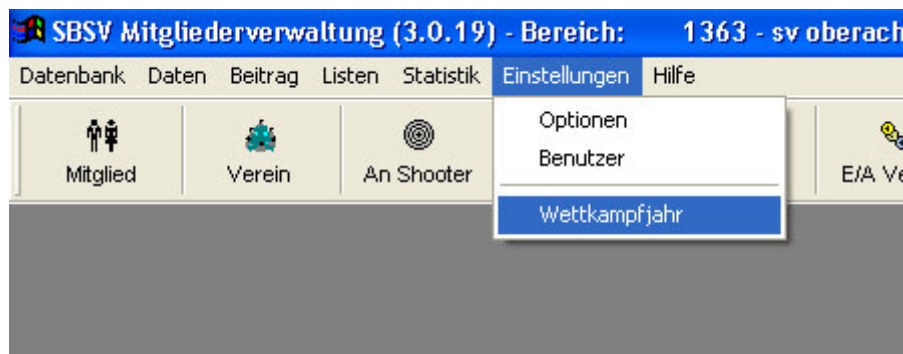 SBSV Mitgliederverwaltung (3.0.19) - Bereich: 1363 - sv oberach
Datenbank Daten Beitrag Listen Statistik Einstellungen Hilfe
Mitglied Verein An Shooter E/A Ve
Optionen
Benutzer
Wettkampfjahr